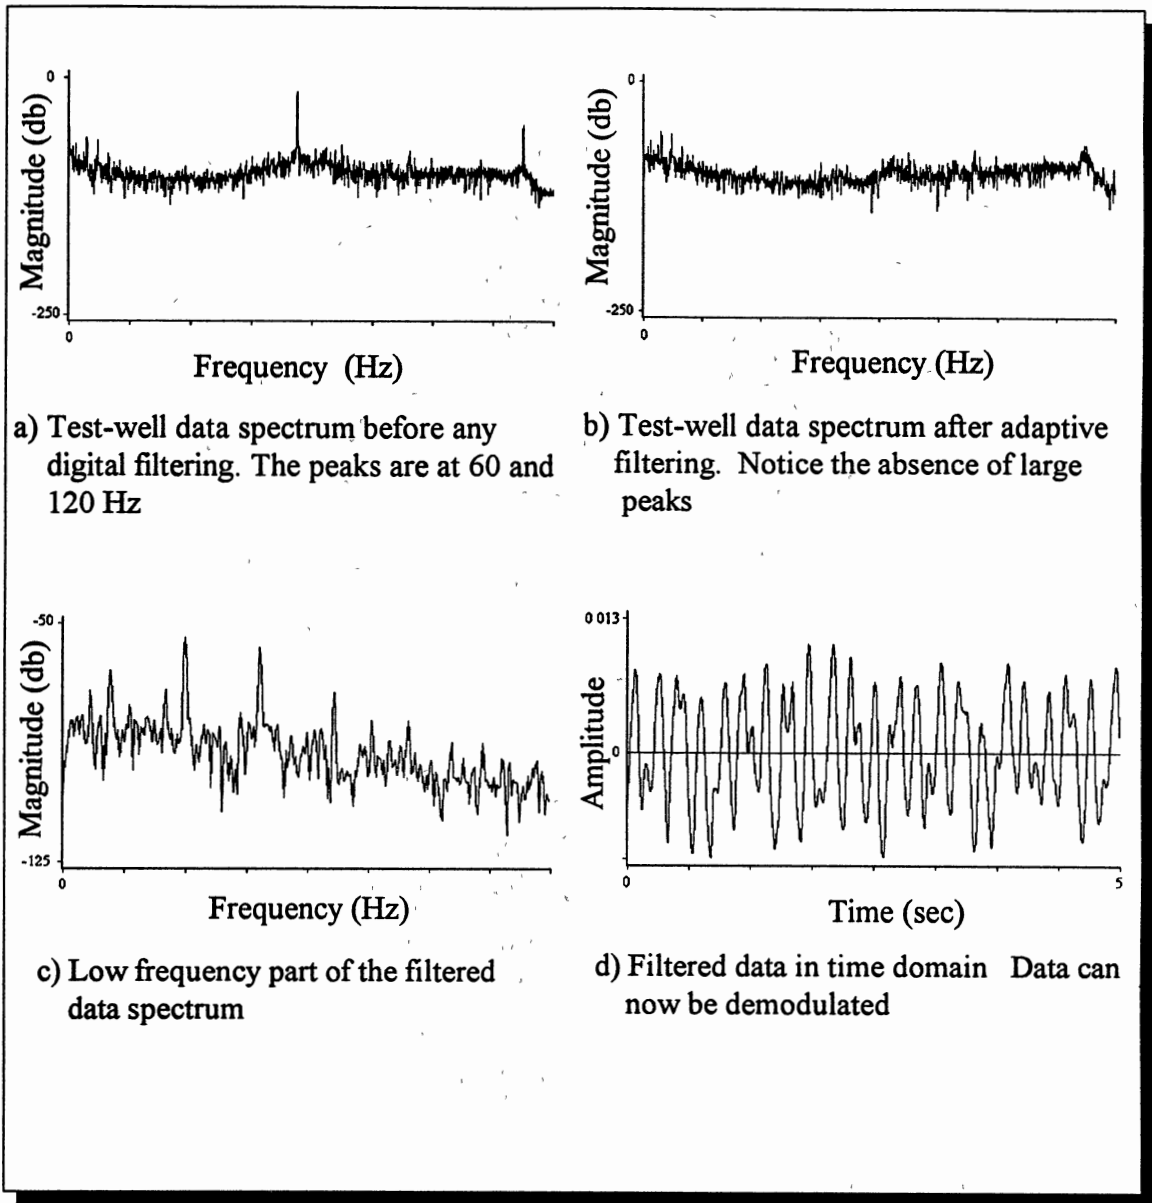 0
Magnitude (db)
-250
0
Frequency (Hz)
a) Test-well data spectrum before any
digital filtering. The peaks are at 60 and
120 Hz
0
Magnitude (db)
-250
0
Frequency (Hz)
b) Test-well data spectrum after adaptive
filtering. Notice the absence of large
peaks
-50
Magnitude (db)
-125
0
Frequency (Hz)
c) Low frequency part of the filtered
data spectrum
0 013
Amplitude
0
0
5
Time (sec)
d) Filtered data in time domain Data can
now be demodulated